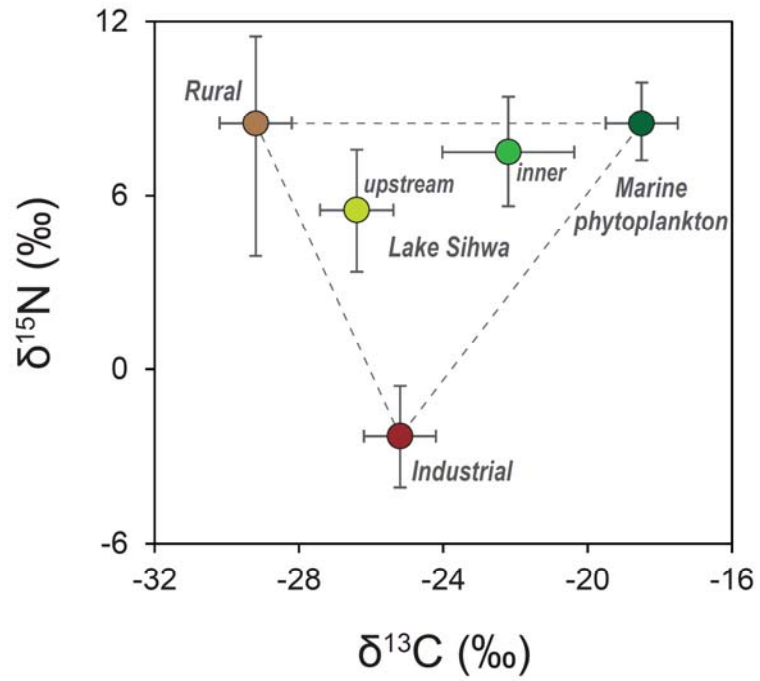 12
Rural
upstream
inner
6
Marine
phytoplankton
Lake Sihwa
δ¹⁵N (‰)
0
Industrial
-6
-32 -28 -24 -20 -16
δ¹³C (‰)